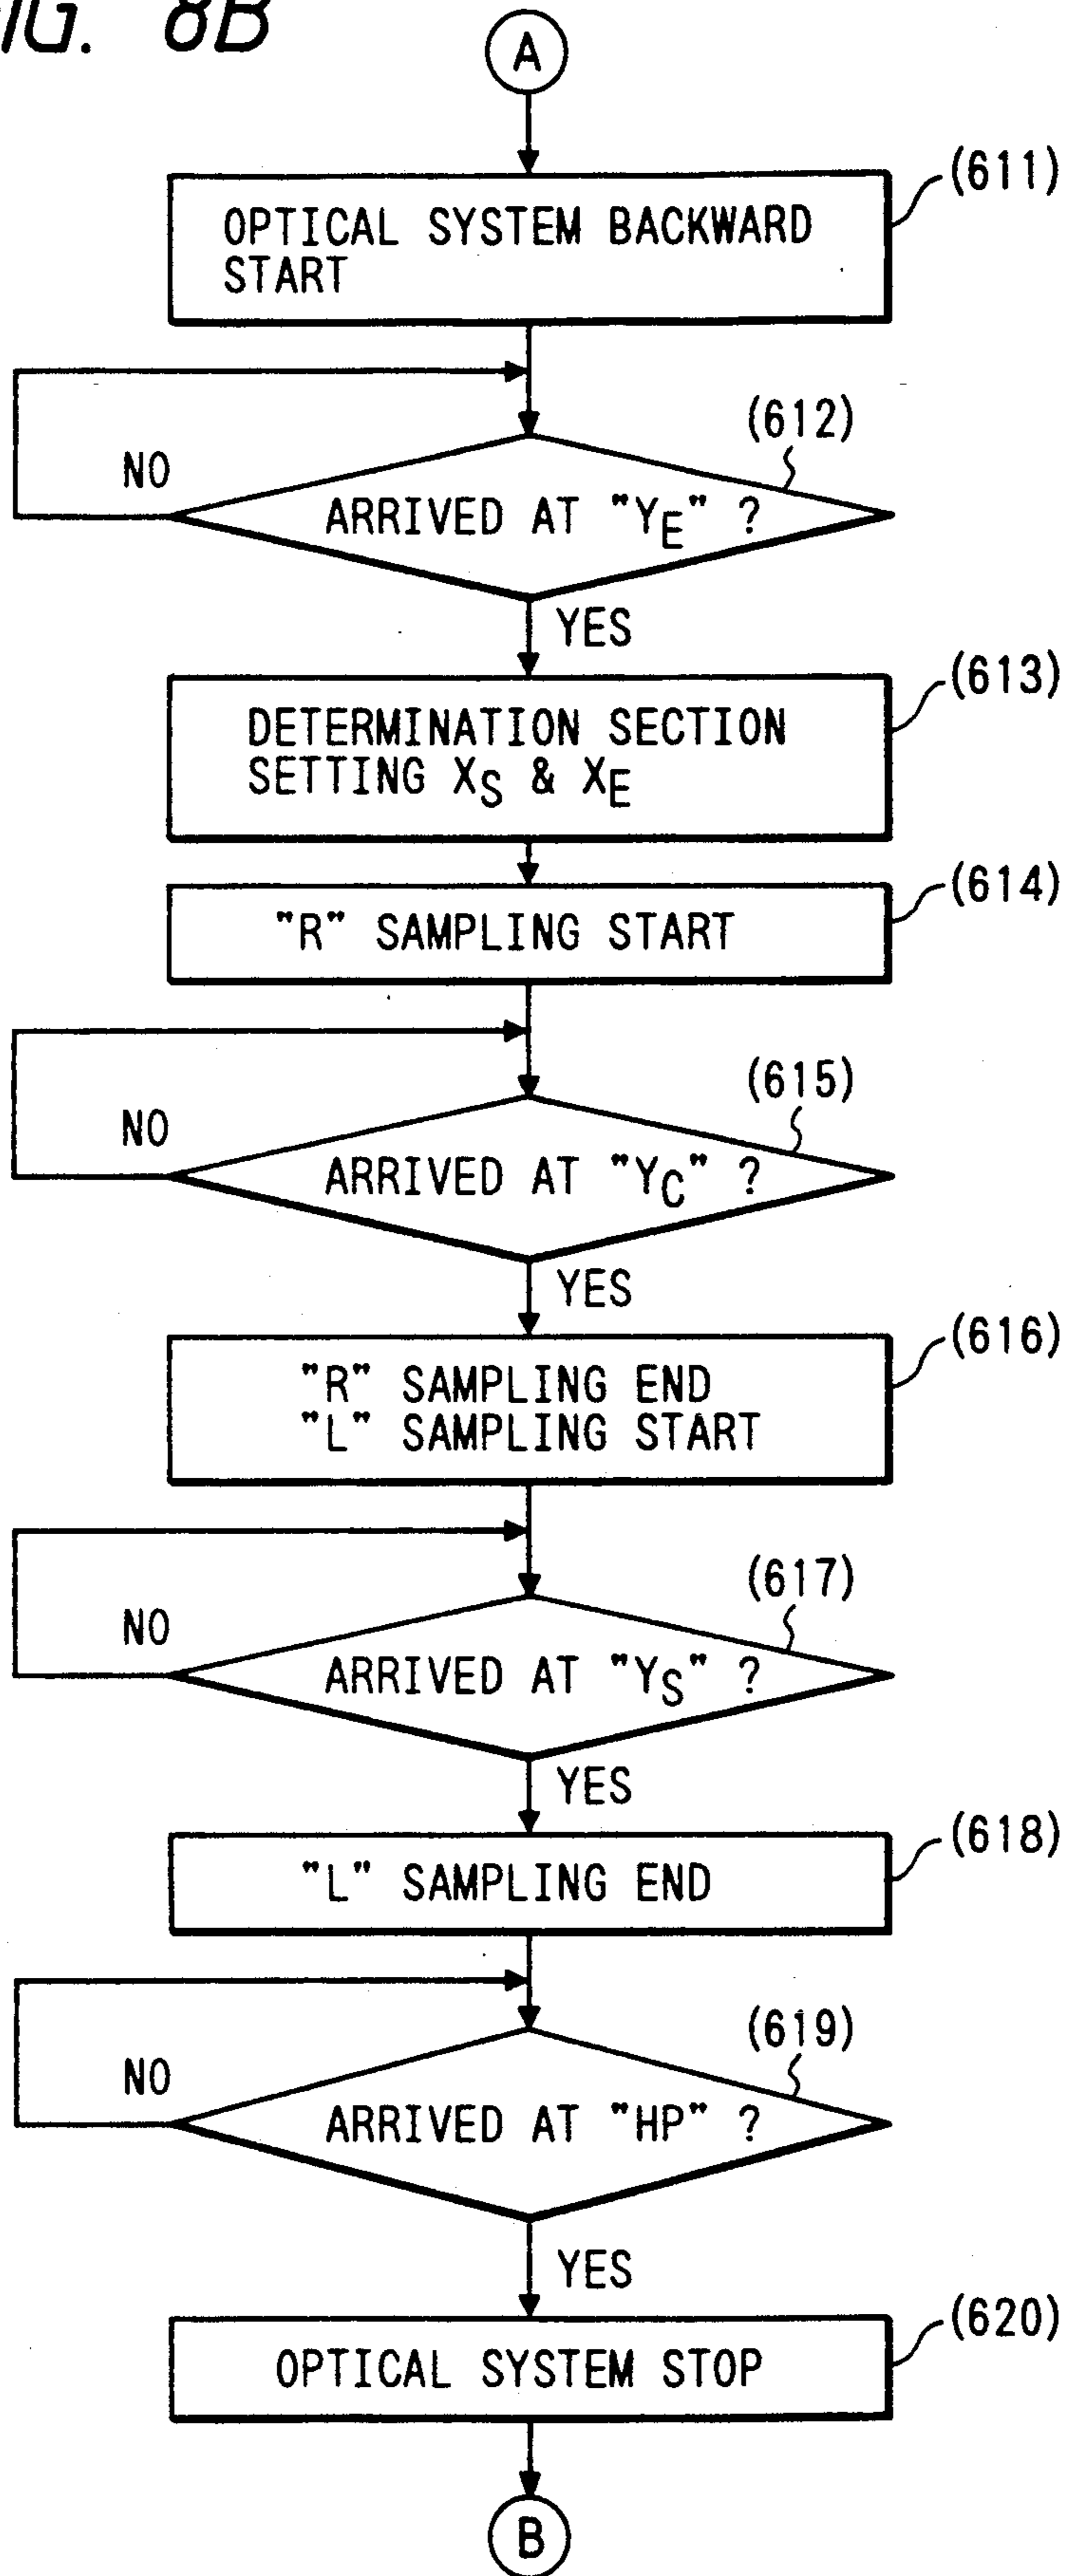 FIG. 8B
A
(611)
OPTICAL SYSTEM BACKWARD
START
(612)
NO
ARRIVED AT "YE" ?
YES
(613)
DETERMINATION SECTION
SETTING XS & XE
(614)
"R" SAMPLING START
(615)
NO
ARRIVED AT "YC" ?
YES
(616)
"R" SAMPLING END
"L" SAMPLING START
(617)
NO
ARRIVED AT "YS" ?
YES
(618)
"L" SAMPLING END
(619)
NO
ARRIVED AT "HP" ?
YES
(620)
OPTICAL SYSTEM STOP
B